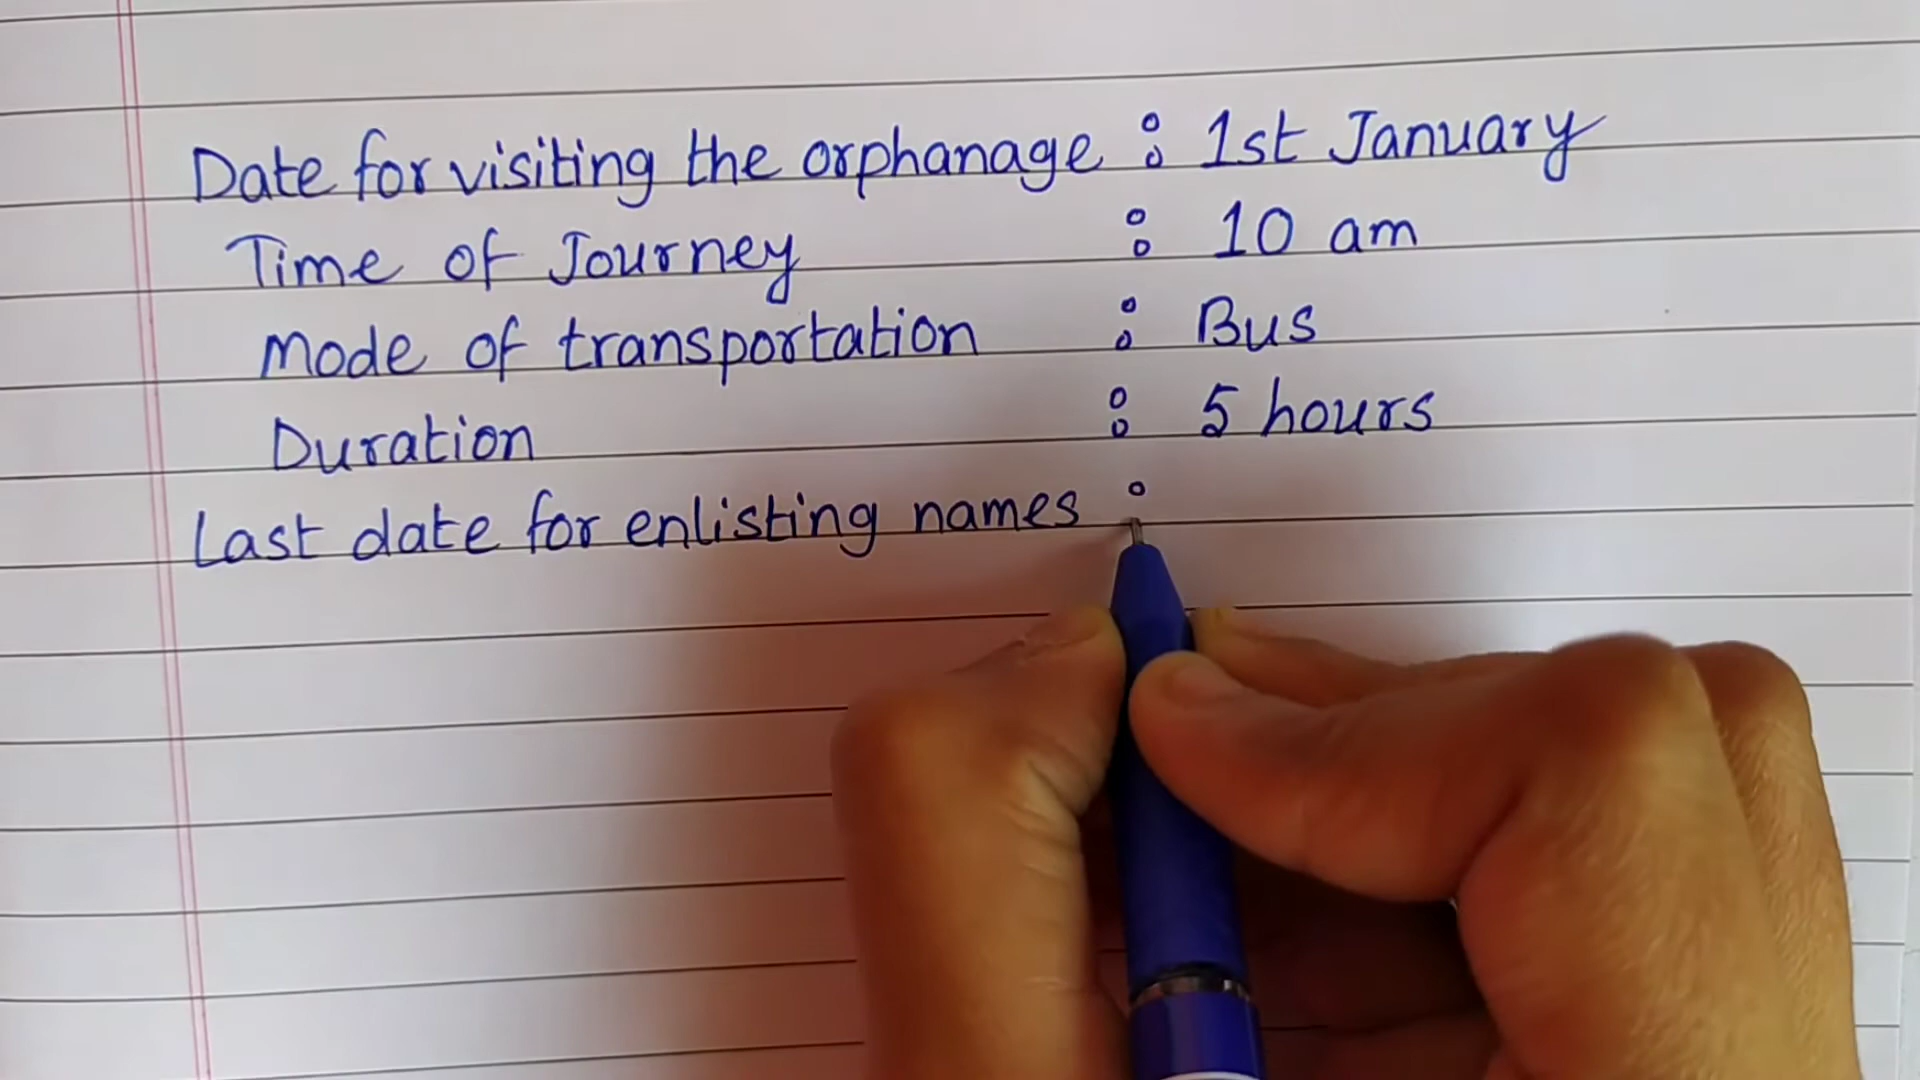 Date for visiting the orphanage : 1st January
Time of Journey : 10 am
Mode of transportation : Bus
Duration : 5 hours
Last date for enlisting names :